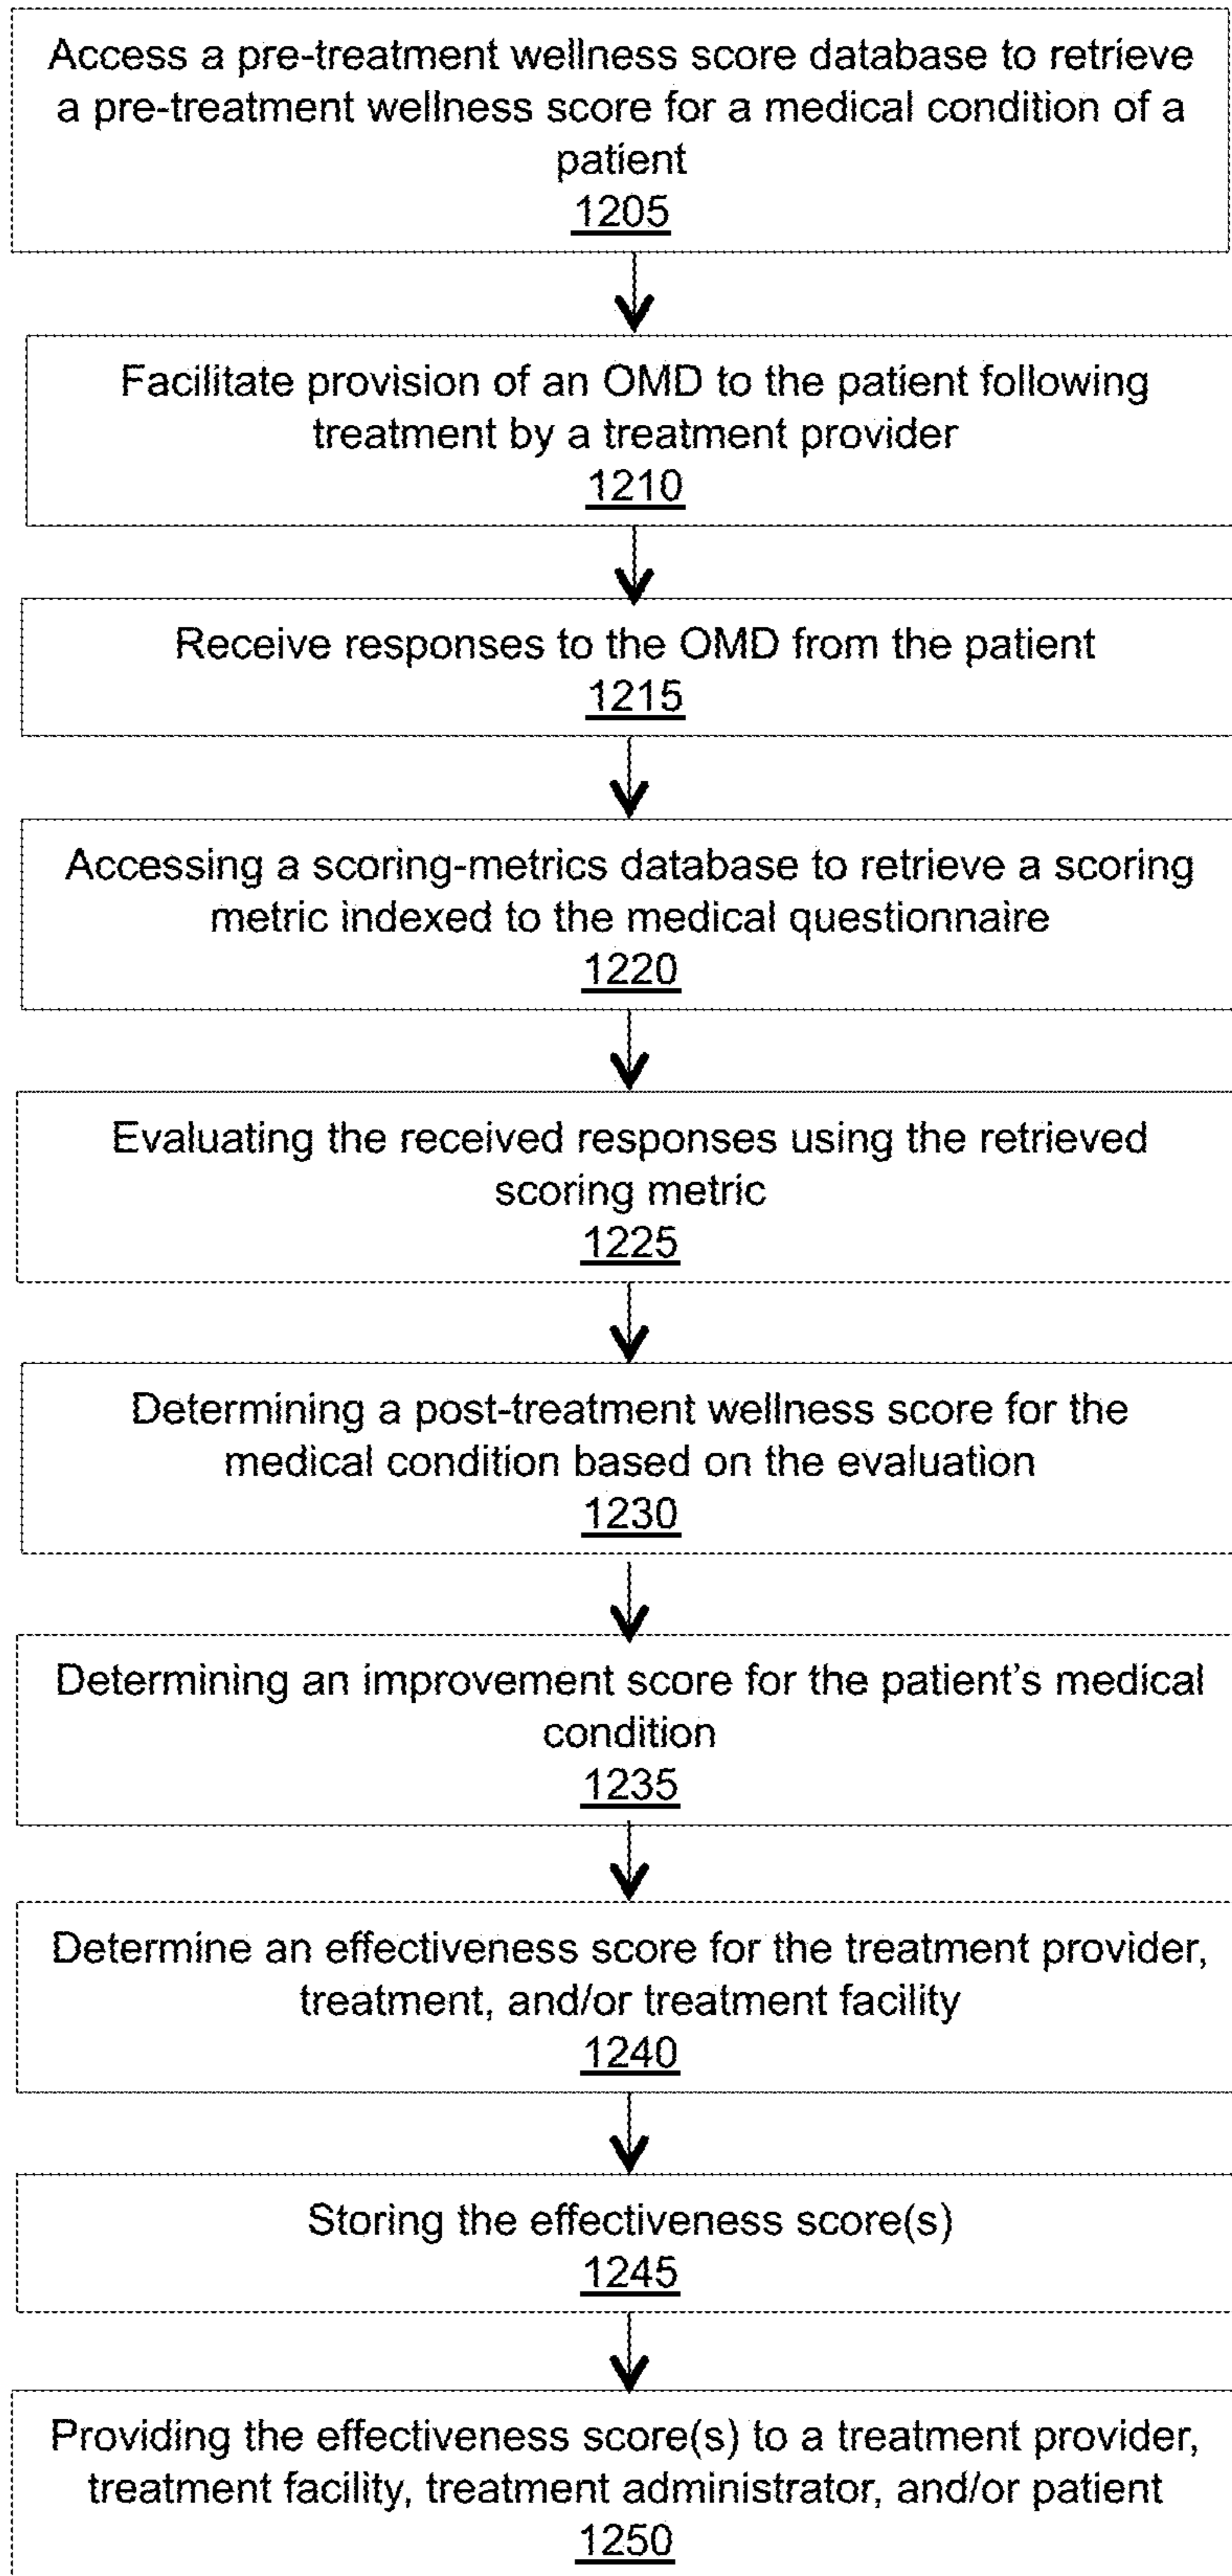 Access a pre-treatment wellness score database to retrieve
a pre-treatment wellness score for a medical condition of a
patient
1205
Facilitate provision of an OMD to the patient following
treatment by a treatment provider
1210
Receive responses to the OMD from the patient
1215
Accessing a scoring-metrics database to retrieve a scoring
metric indexed to the medical questionnaire
1220
Evaluating the received responses using the retrieved
scoring metric
1225
Determining a post-treatment wellness score for the
medical condition based on the evaluation
1230
Determining an improvement score for the patient's medical
condition
1235
Determine an effectiveness score for the treatment provider,
treatment, and/or treatment facility
1240
Storing the effectiveness score(s)
1245
Providing the effectiveness score(s) to a treatment provider,
treatment facility, treatment administrator, and/or patient
1250